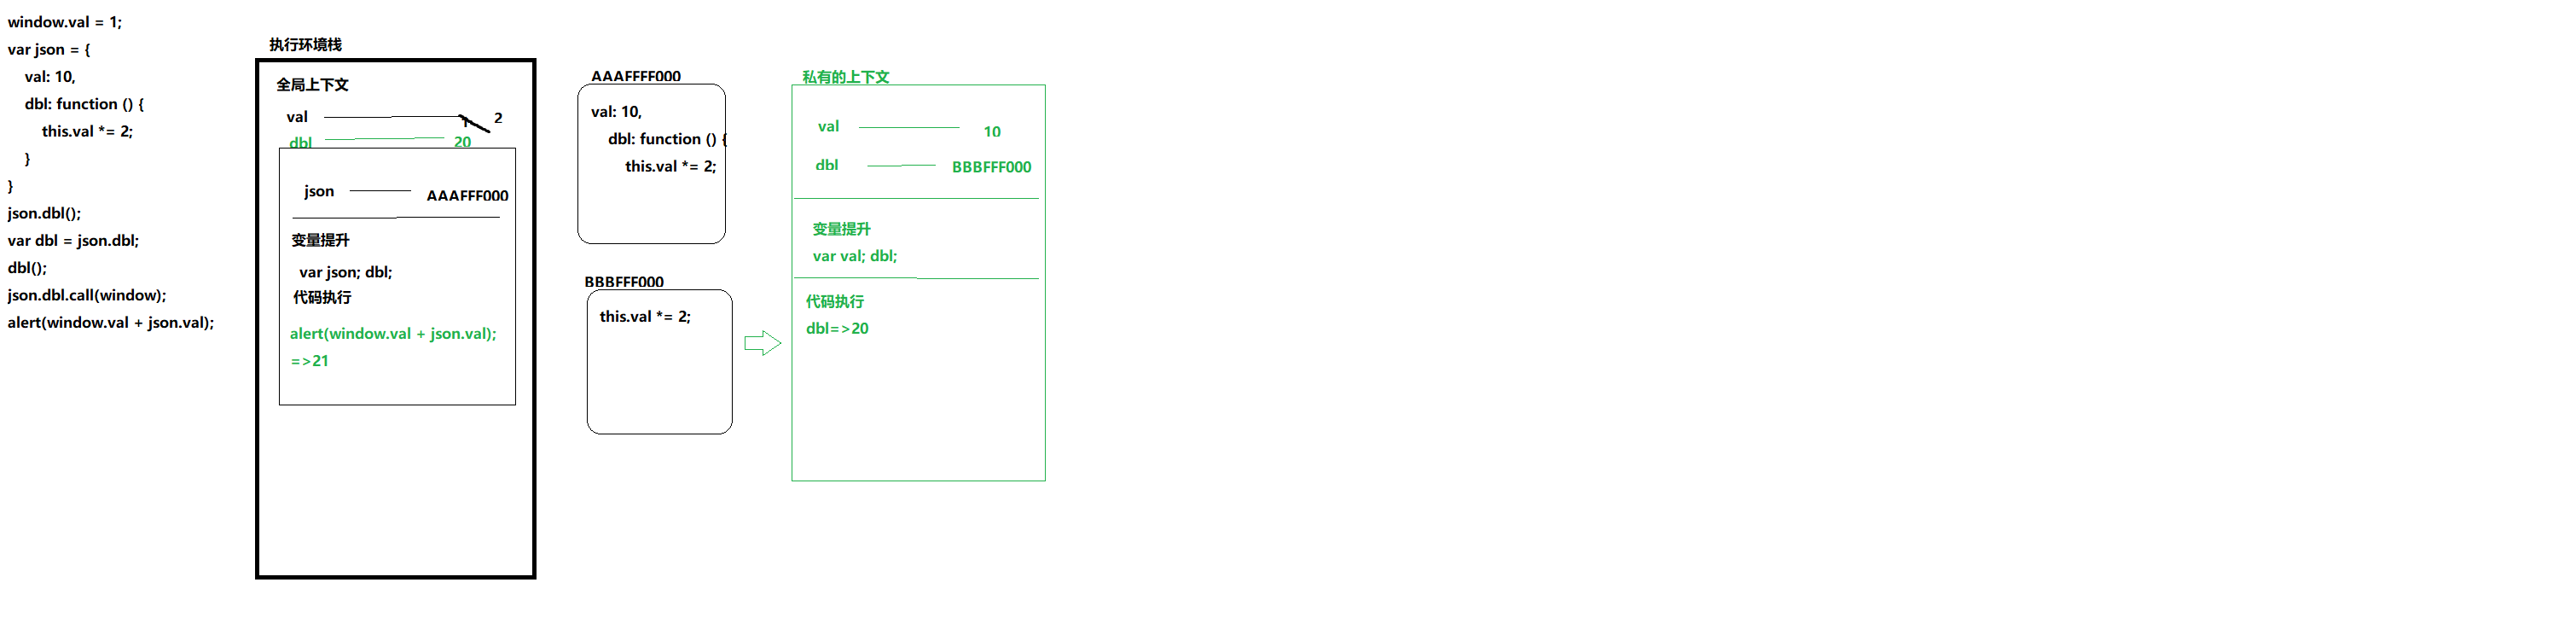 window.val = 1;
var json = {
val: 10,
dbl: function () {
this.val *= 2;
}
}
json.dbl();
var dbl = json.dbl;
dbl();
json.dbl.call(window);
alert(window.val + json.val);
执行环境栈
全局上下文
val 1 2
dbl 20
json AAAFFF000
变量提升
var json; dbl;
代码执行
alert(window.val + json.val);
=>21
AAAFFFF000
val: 10,
dbl: function () {
this.val *= 2;
BBBFFF000
this.val *= 2;
私有的上下文
val 10
dbl BBBFFF000
变量提升
var val; dbl;
代码执行
dbl=>20